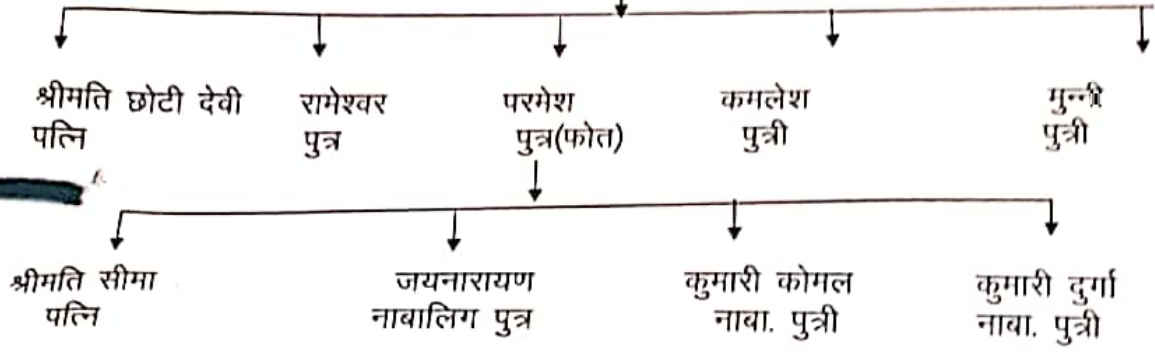 श्रीमति छोटी देवी रामेश्वर परमेश कमलेश मुन्नी
पत्नि पुत्र पुत्र(फोत) पुत्री पुत्री
श्रीमति सीमा जयनारायण कुमारी कोमल कुमारी दुर्गा
पत्नि नाबालिग पुत्र नाबा. पुत्री नाबा. पुत्री